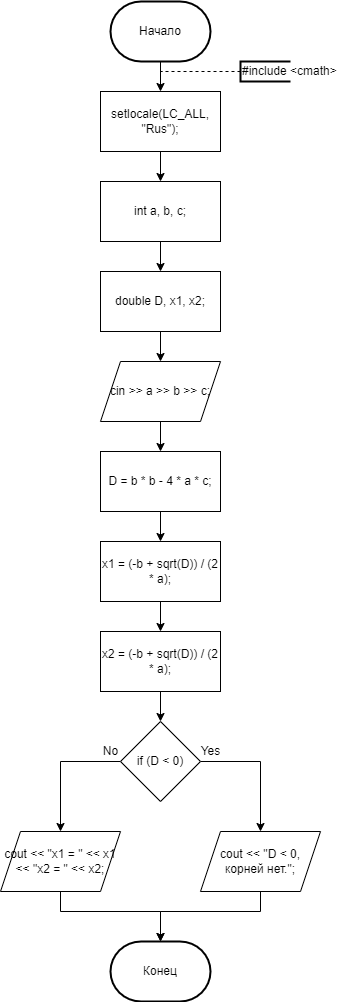 Начало
#include <cmath>
setlocale(LC_ALL,
"Rus");
int a, b, c;
double D, x1, x2;
cin >> a >> b >> c;
D = b * b - 4 * a * c;
x1 = (-b + sqrt(D)) / (2
* a);
x2 = (-b + sqrt(D)) / (2
* a);
No
if (D < 0)
Yes
cout << "x1 = " << x1
<< "x2 = " << x2;
cout << "D < 0,
корней нет.";
Конец